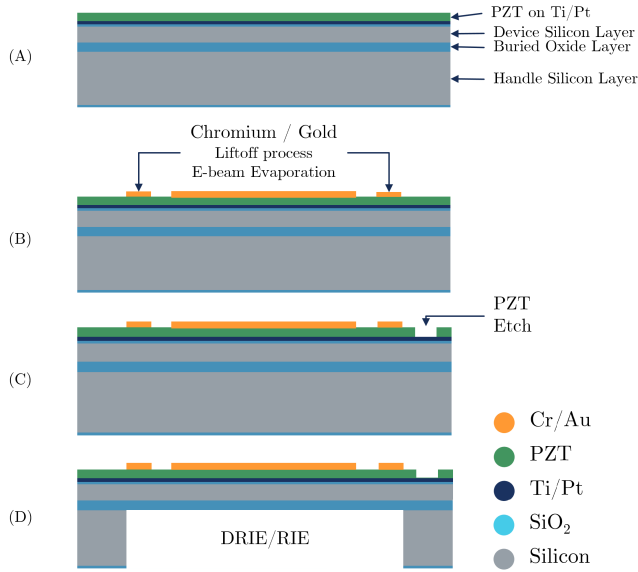 (A)
PZT on Ti/Pt
Device Silicon Layer
Buried Oxide Layer
Handle Silicon Layer
Chromium / Gold
Liftoff process
E-beam Evaporation
(B)
PZT
Etch
(C)
Cr/Au
PZT
Ti/Pt
SiO₂
Silicon
(D)
DRIE/RIE